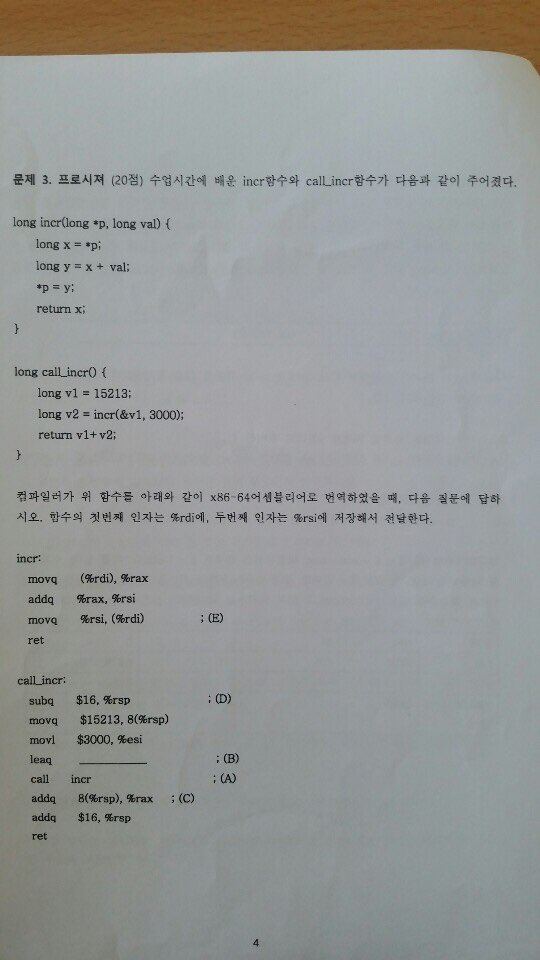 문제 3. 프로시져 (20점) 수업시간에 배운 incr함수와 call_incr함수가 다음과 같이 주어졌다.
long incr(long *p, long val) {
long x = *p;
long y = x + val;
*p = y;
return x;
}
long call_incr() {
long v1 = 15213;
long v2 = incr(&v1, 3000);
return v1+v2;
}
컴파일러가 위 함수를 아래와 같이 x86-64어셈블리어로 번역하였을 때, 다음 질문에 답하
시오. 함수의 첫번째 인자는 %rdi에, 두번째 인자는 %rsi에 저장해서 전달한다.
incr:
movq (%rdi), %rax
addq %rax, %rsi
movq %rsi, (%rdi) ; (E)
ret
call_incr:
subq $16, %rsp ; (D)
movq $15213, 8(%rsp)
movl $3000, %esi
leaq ____________ ; (B)
call incr ; (A)
addq 8(%rsp), %rax ; (C)
addq $16, %rsp
ret
4